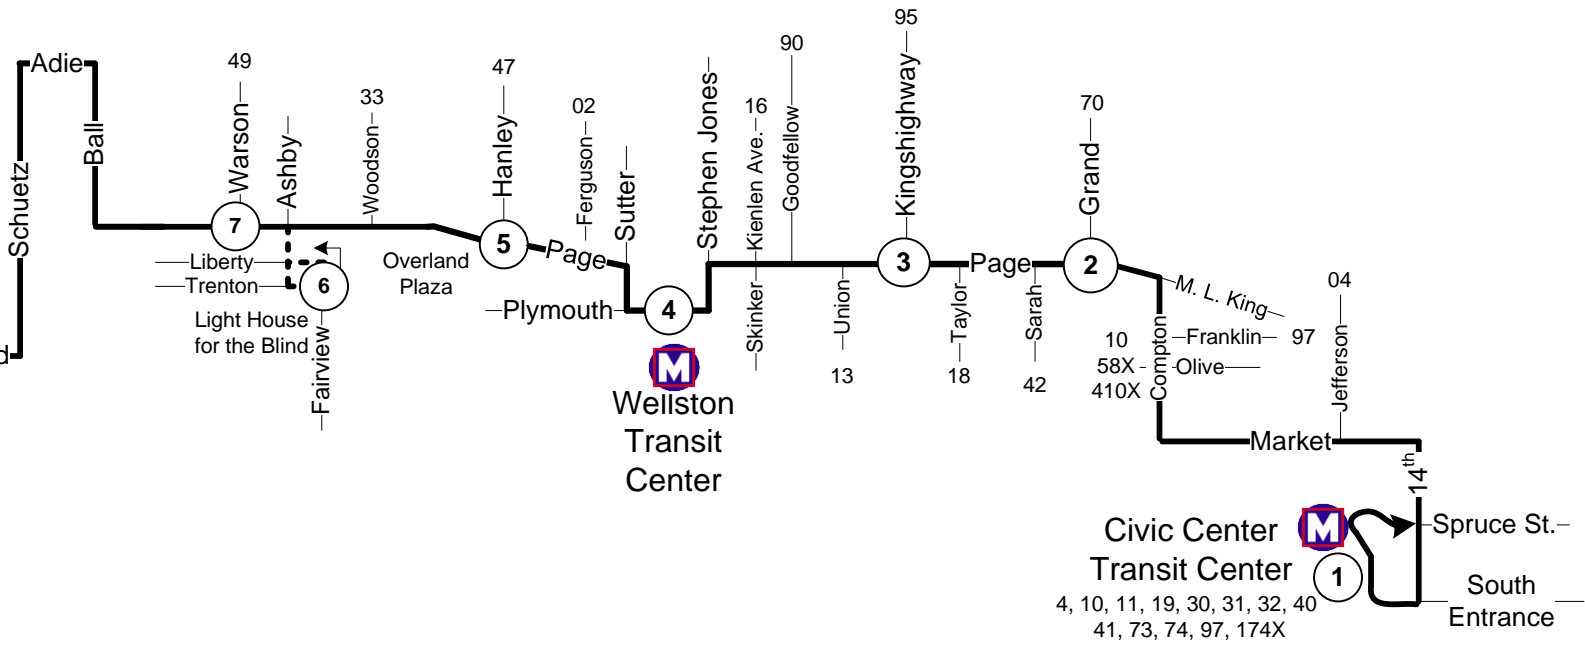 95
90
Adie
49
47
33
02
16
70
Schuetz
Ball
Warson
Ashby
Woodson
Hanley
Ferguson
Sutter
Stephen Jones
Kienlen Ave.
Goodfellow
Kingshighway
Grand
7
5
Page
3
Page
2
Liberty
Trenton
6
Overland
Plaza
Plymouth
4
Skinker
Union
Taylor
Sarah
M. L. King
04
Light House
for the Blind
Fairview
d
M
Wellston
Transit
Center
13
18
42
10
58X
410X
Compton
Franklin
97
Olive
Jefferson
Market
14th
Civic Center
M
Spruce St.
Transit Center
1
4, 10, 11, 19, 30, 31, 32, 40
41, 73, 74, 97, 174X
South
Entrance